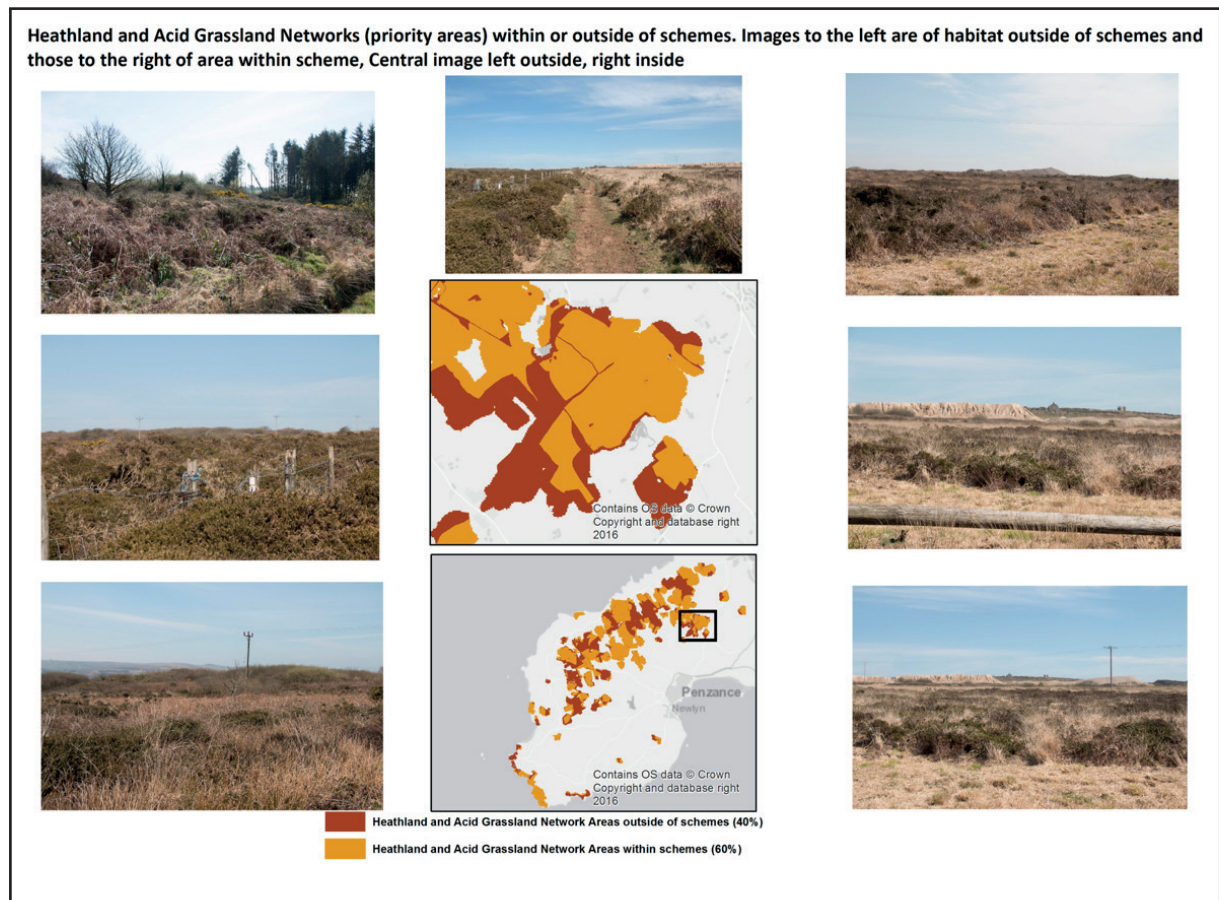 Heathland and Acid Grassland Networks (priority areas) within or outside of schemes. Images to the left are of habitat outside of schemes and
those to the right of area within scheme, Central image left outside, right inside
Contains OS data © Crown
Copyright and database right
2016
Penzance
Newlyn
Contains OS data © Crown
Copyright and database right
2016
Heathland and Acid Grassland Network Areas outside of schemes (40%)
Heathland and Acid Grassland Network Areas within schemes (60%)